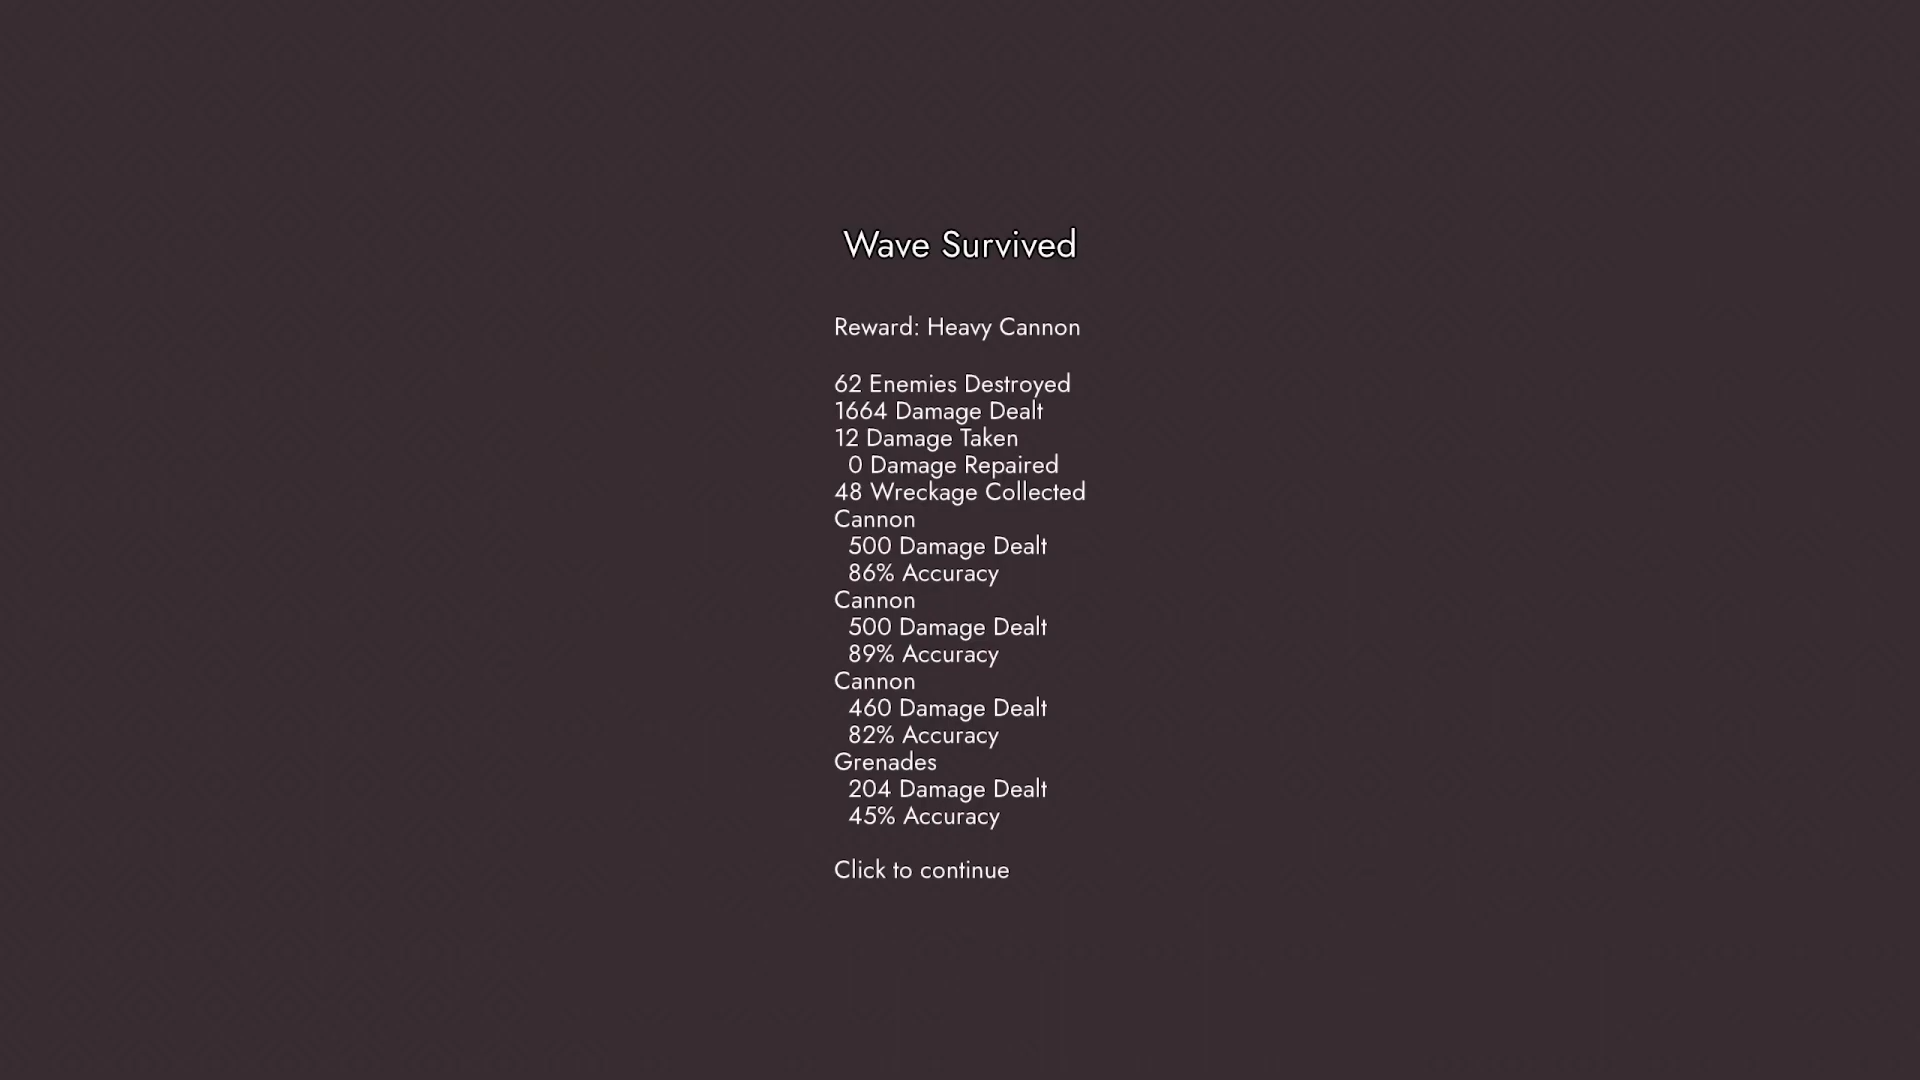 Wave Survived
Reward: Heavy Cannon
62 Enemies Destroyed
1664 Damage Dealt
12 Damage Taken
0 Damage Repaired
48 Wreckage Collected
Cannon
500 Damage Dealt
86% Accuracy
Cannon
500 Damage Dealt
89% Accuracy
Cannon
460 Damage Dealt
82% Accuracy
Grenades
204 Damage Dealt
45% Accuracy
Click to continue